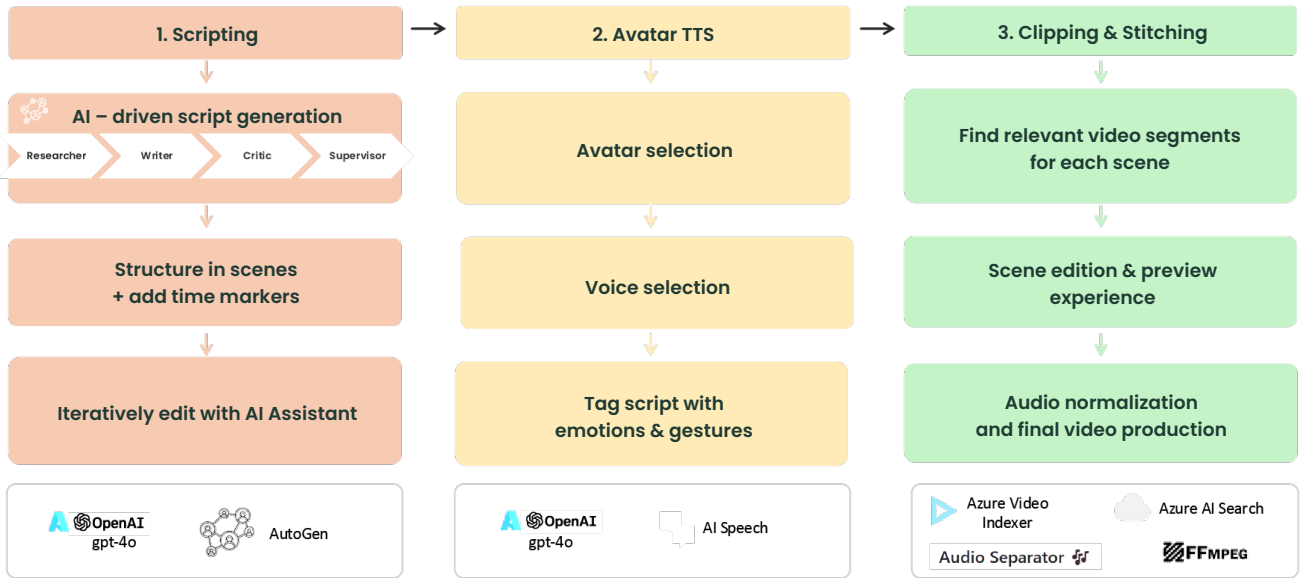 1. Scripting
AI – driven script generation
Researcher
Writer
Critic
Supervisor
Structure in scenes
+ add time markers
Iteratively edit with AI Assistant
OpenAI
gpt-4o
AutoGen
2. Avatar TTS
Avatar selection
Voice selection
Tag script with
emotions & gestures
OpenAI
gpt-4o
AI Speech
3. Clipping & Stitching
Find relevant video segments
for each scene
Scene edition & preview
experience
Audio normalization
and final video production
Azure Video
Indexer
Azure AI Search
Audio Separator
FFMPEG